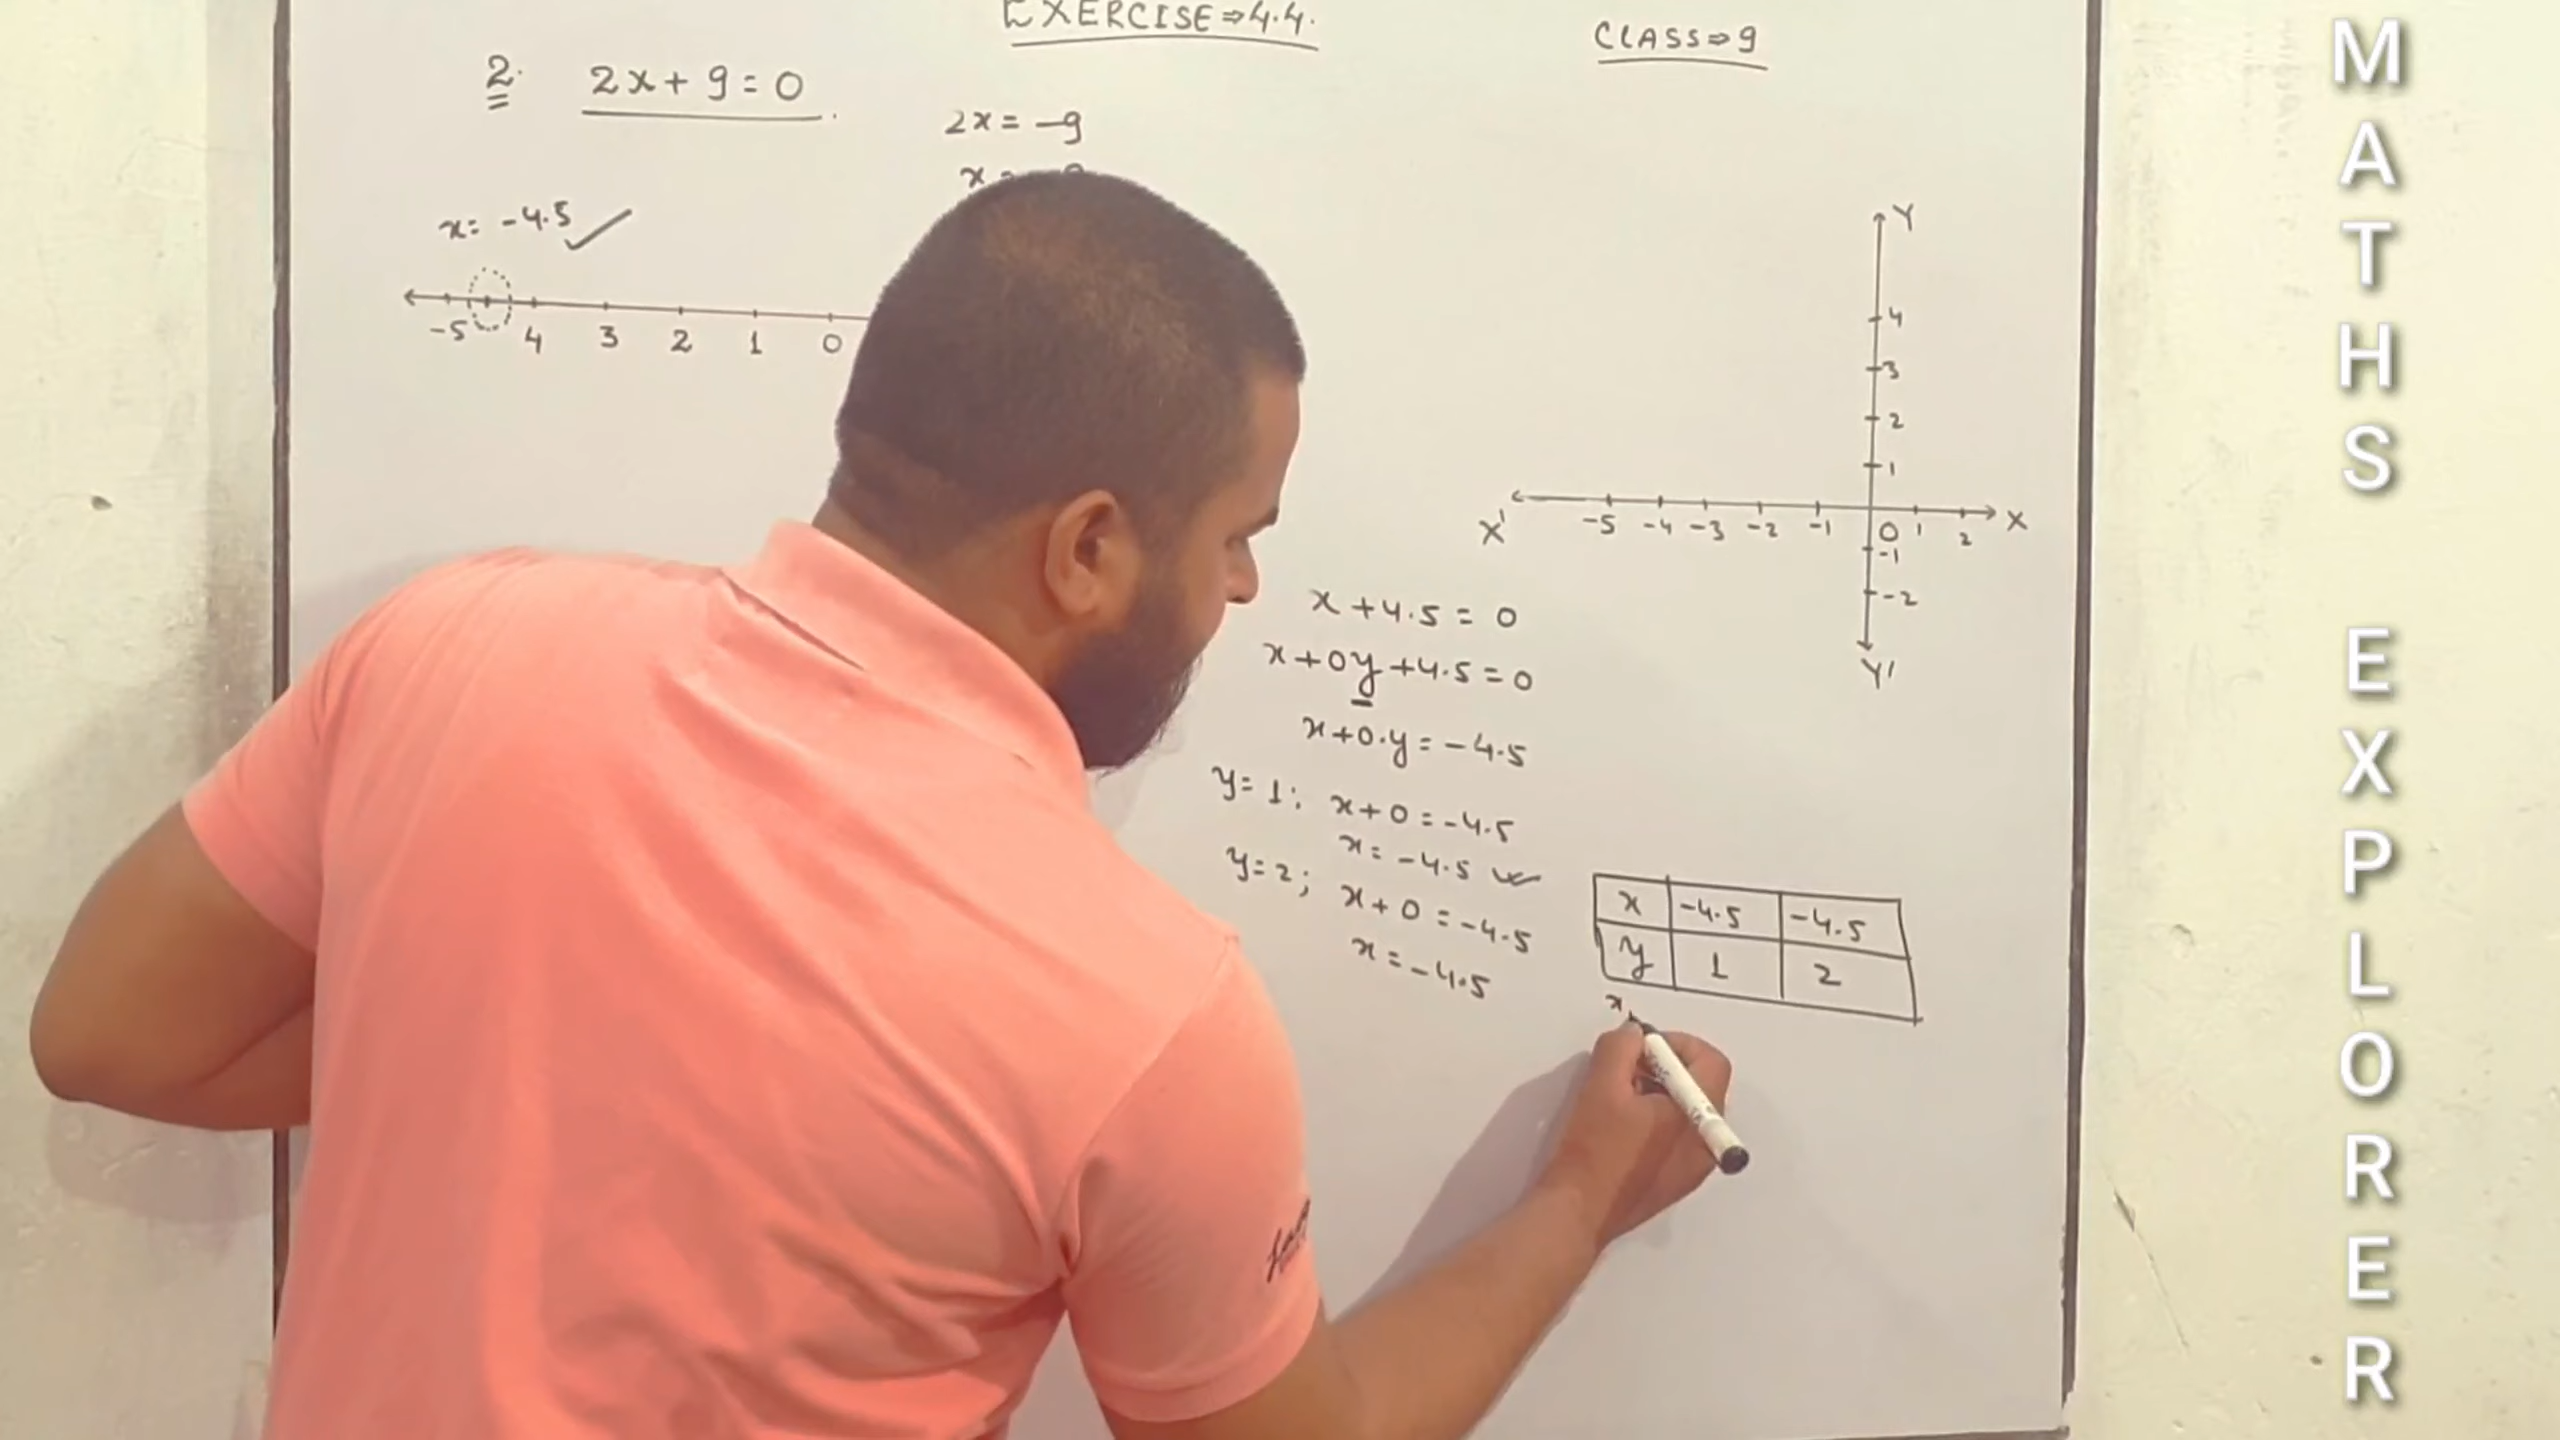 EXERCISE⇒4.4.
CLASS⇒9
2. 2x+9=0
2x=-9
x=-4.5
-5 4 3 2 1 0
Y
4
3
2
1
X' -5 -4 -3 -2 -1 0 1 2 X
-1
-2
Y'
x+4.5=0
x+0y+4.5=0
x+0.y=-4.5
y=1; x+0=-4.5
x=-4.5
y=2; x+0=-4.5
x=-4.5
x -4.5 -4.5
y 1 2
x
MATHS EXPLORER